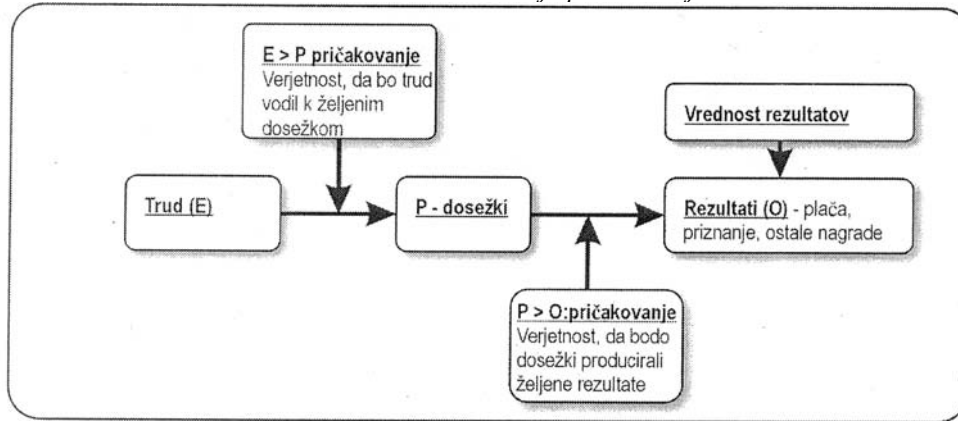 E > P pričakovanje
Verjetnost, da bo trud
vodil k željenim
dosežkom
Vrednost rezultatov
Trud (E)
P - dosežki
Rezultati (O) - plača,
priznanje, ostale nagrade
P > O:pričakovanje
Verjetnost, da bodo
dosežki producirali
željene rezultate